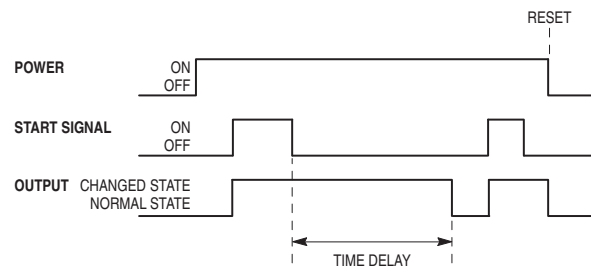 RESET
POWER ON
OFF
START SIGNAL ON
OFF
OUTPUT CHANGED STATE
NORMAL STATE
TIME DELAY